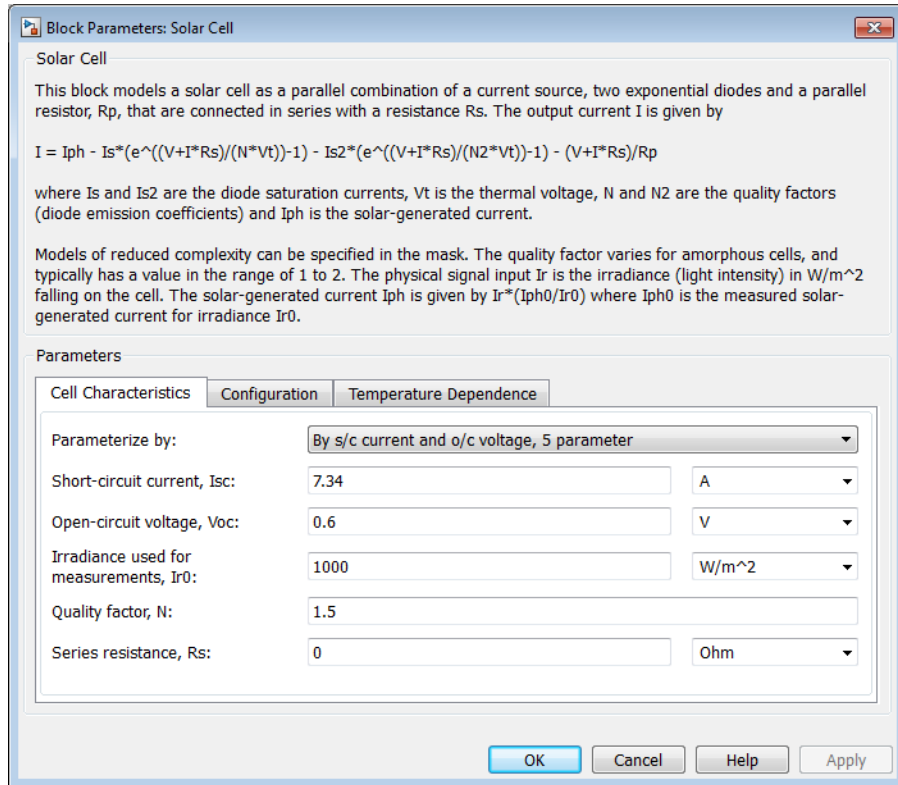 Block Parameters: Solar Cell
Solar Cell
This block models a solar cell as a parallel combination of a current source, two exponential diodes and a parallel
resistor, Rp, that are connected in series with a resistance Rs. The output current I is given by
I = Iph - Is*(e^((V+I*Rs)/(N*Vt))-1) - Is2*(e^((V+I*Rs)/(N2*Vt))-1) - (V+I*Rs)/Rp
where Is and Is2 are the diode saturation currents, Vt is the thermal voltage, N and N2 are the quality factors
(diode emission coefficients) and Iph is the solar-generated current.
Models of reduced complexity can be specified in the mask. The quality factor varies for amorphous cells, and
typically has a value in the range of 1 to 2. The physical signal input Ir is the irradiance (light intensity) in W/m^2
falling on the cell. The solar-generated current Iph is given by Ir*(Iph0/Ir0) where Iph0 is the measured solar-
generated current for irradiance Ir0.
Parameters
Cell Characteristics Configuration Temperature Dependence
Parameterize by: By s/c current and o/c voltage, 5 parameter
Short-circuit current, Isc: 7.34 A
Open-circuit voltage, Voc: 0.6 V
Irradiance used for
measurements, Ir0: 1000 W/m^2
Quality factor, N: 1.5
Series resistance, Rs: 0 Ohm
OK Cancel Help Apply